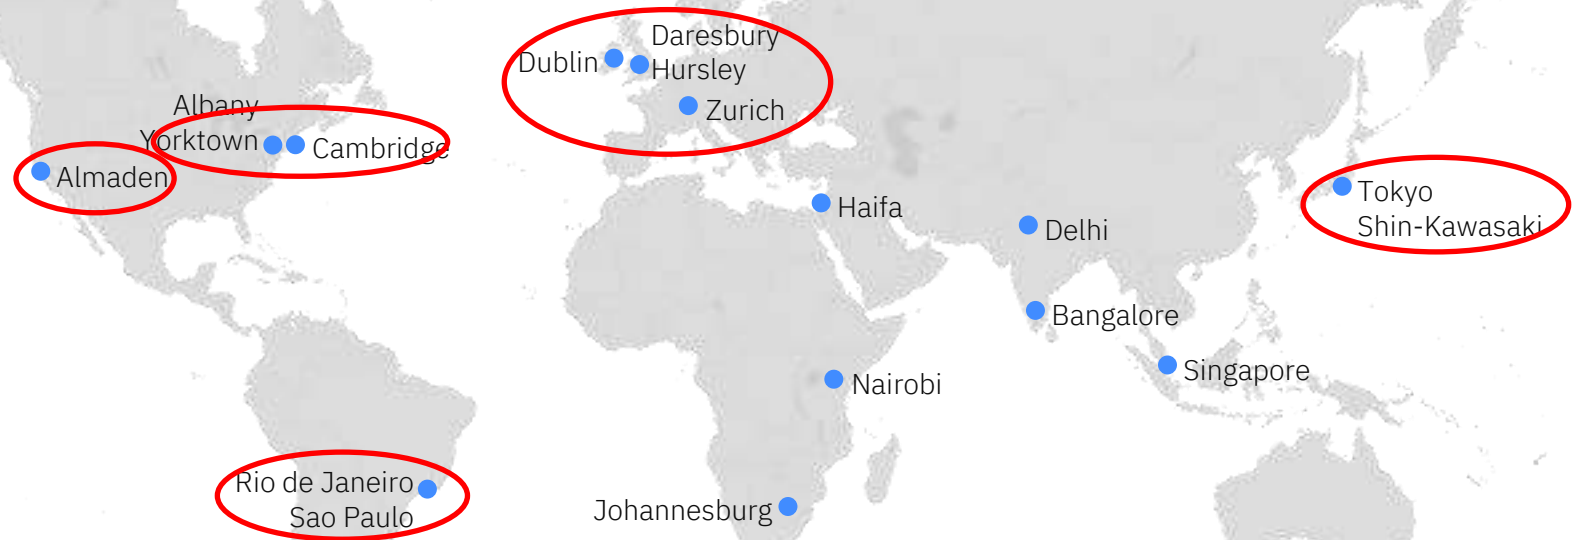 Albany
Yorktown
Cambridge
Almaden
Dublin
Daresbury
Hursley
Zurich
Haifa
Delhi
Tokyo
Shin-Kawasaki
Bangalore
Singapore
Nairobi
Rio de Janeiro
Sao Paulo
Johannesburg